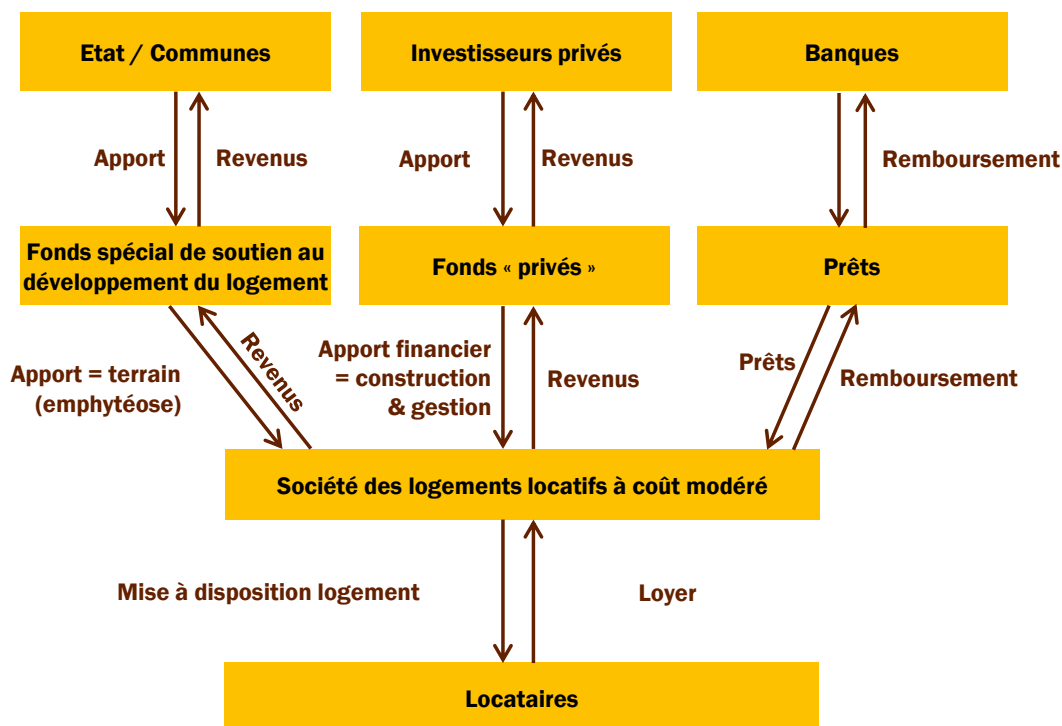 Etat / Communes
Investisseurs privés
Banques
Apport
Revenus
Apport
Revenus
Remboursement
Fonds spécial de soutien au
développement du logement
Fonds « privés »
Prêts
Apport = terrain
(emphytéose)
Revenus
Apport financier
= construction
& gestion
Revenus
Prêts
Remboursement
Société des logements locatifs à coût modéré
Mise à disposition logement
Loyer
Locataires